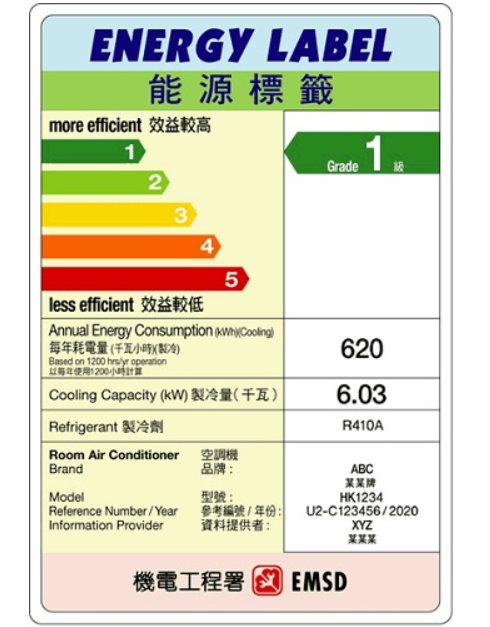 ENERGY LABEL
能源標籤
more efficient 效益較高
1
2
3
4
5
less efficient 效益較低
Grade 1 級
Annual Energy Consumption (kWh)(Cooling)
每年耗電量 (千瓦小時)(製冷)
Based on 1200 hrs/yr operation
以每年使用1200小時計算
620
Cooling Capacity (kW) 製冷量(千瓦) 6.03
Refrigerant 製冷劑 R410A
Room Air Conditioner 空調機
Brand 品牌: ABC
某某牌
Model 型號: HK1234
Reference Number / Year 參考編號 / 年份: U2-C123456 / 2020
Information Provider 資料提供者: XYZ
某某某
機電工程署 EMSD